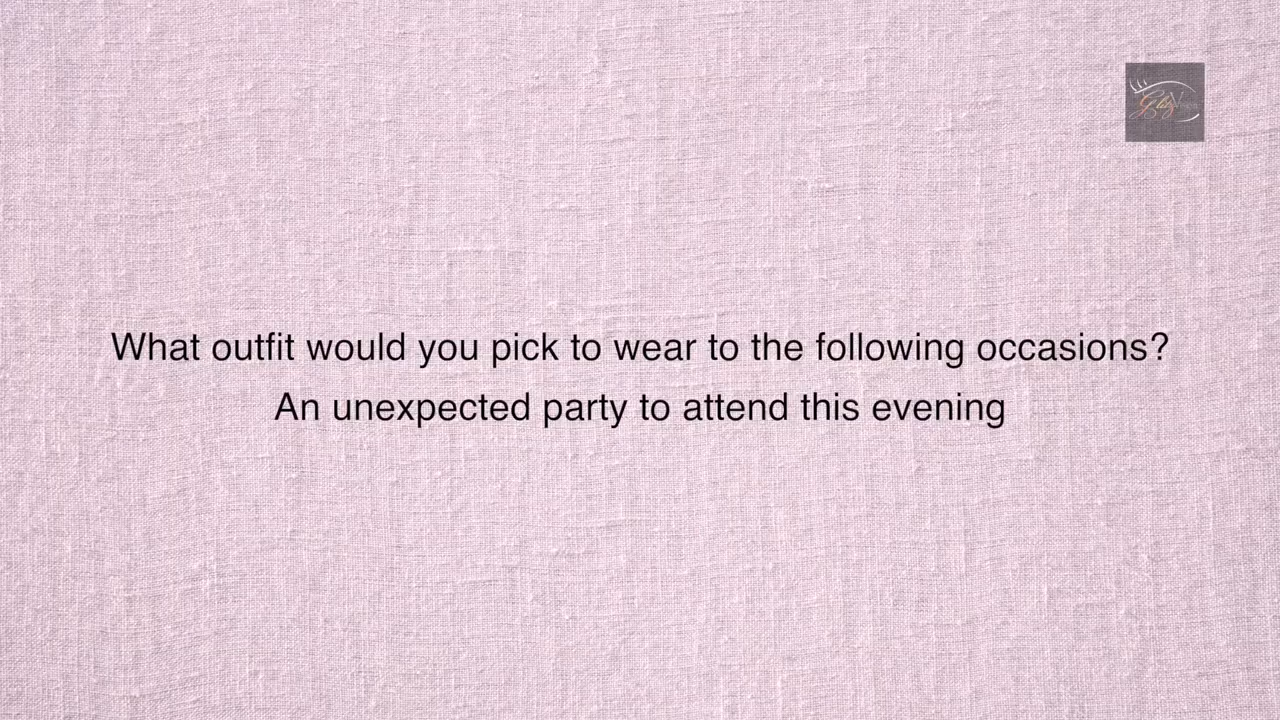 What outfit would you pick to wear to the following occasions?
An unexpected party to attend this evening